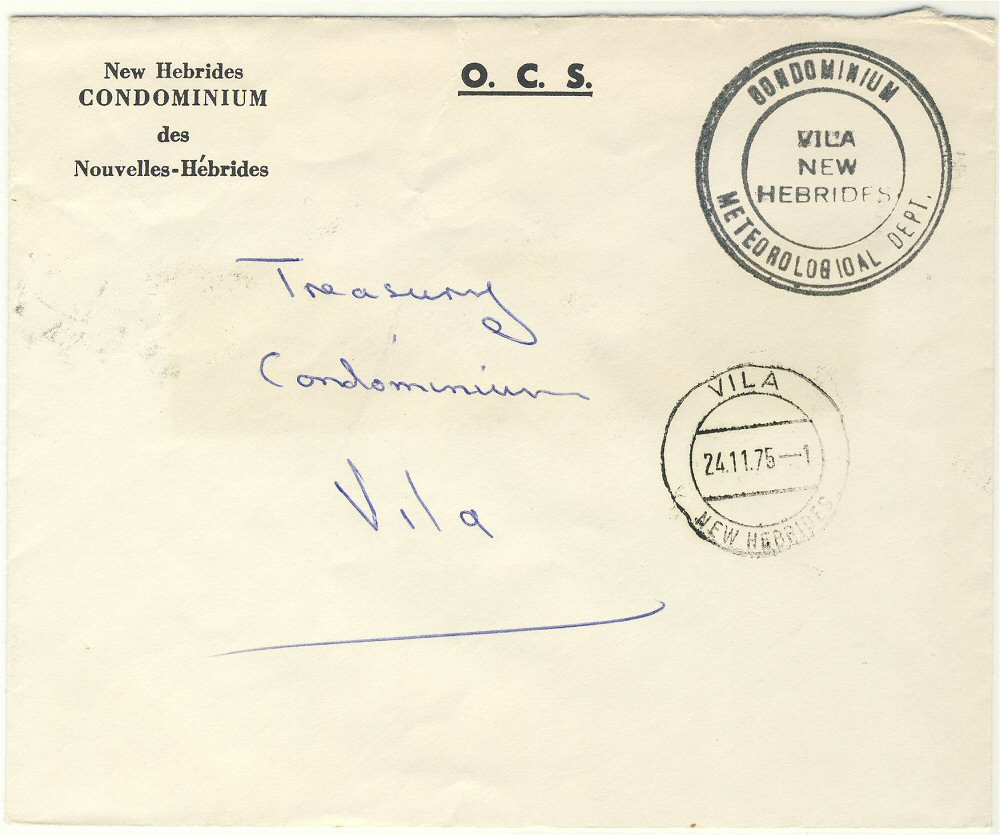 New Hebrides
CONDOMINIUM
des
Nouvelles-Hébrides
O. C. S.
CONDOMINIUM
VILA
NEW
HEBRIDES
METEOROLOGICAL DEPT.
Treasury
Condominium
Vila
VILA
24.11.75—1
NEW HEBRIDES